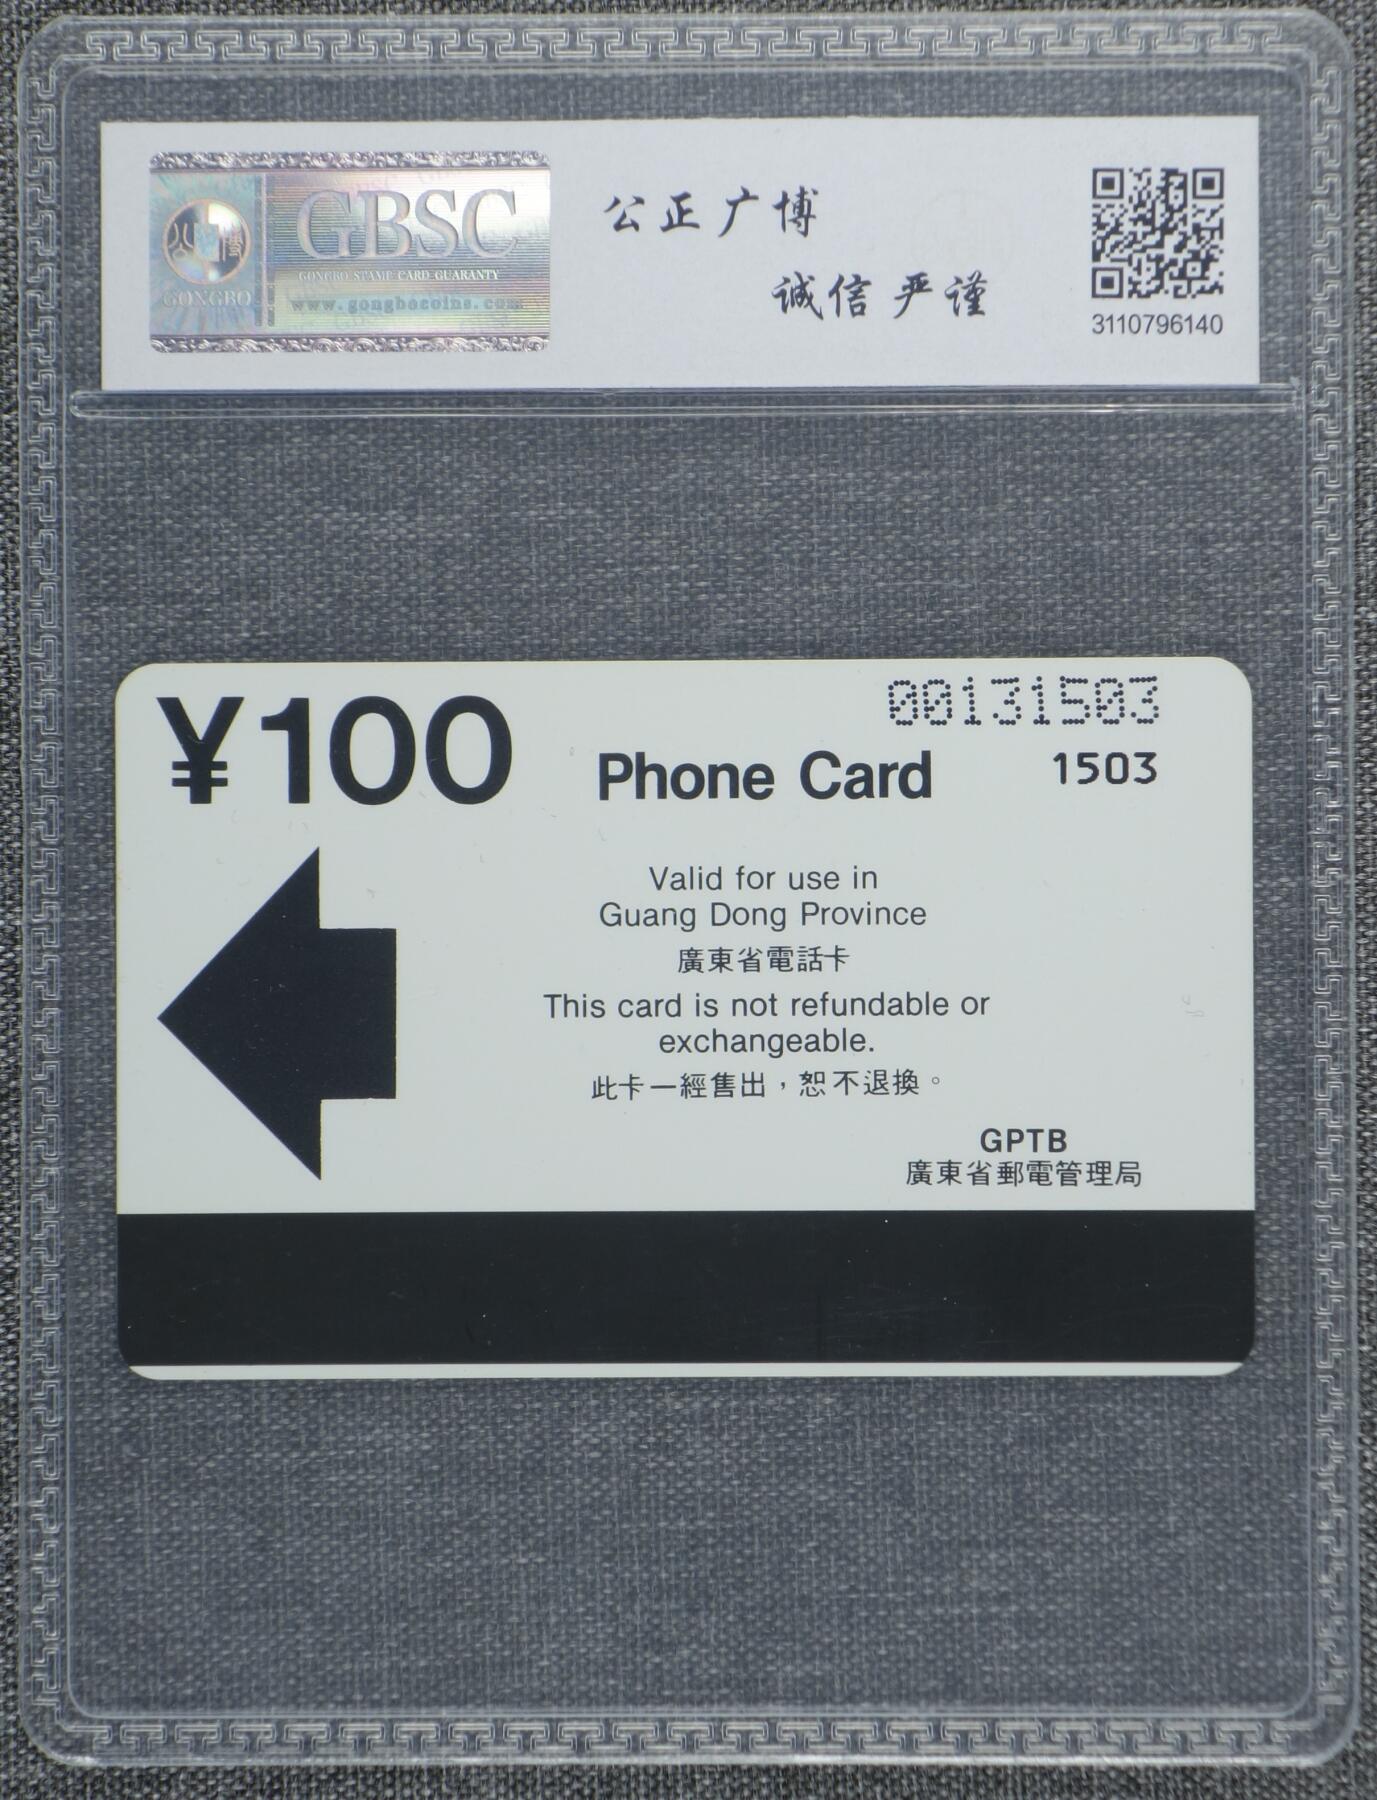 GBSC
GONGBO STAMP CARD GUARANTY
www.gongbocoins.com
GONGBO
公正广博
诚信严谨
3110796140
¥100
00131503
Phone Card
1503
Valid for use in
Guang Dong Province
廣東省電話卡
This card is not refundable or
exchangeable.
此卡一經售出，恕不退換。
GPTB
廣東省郵電管理局